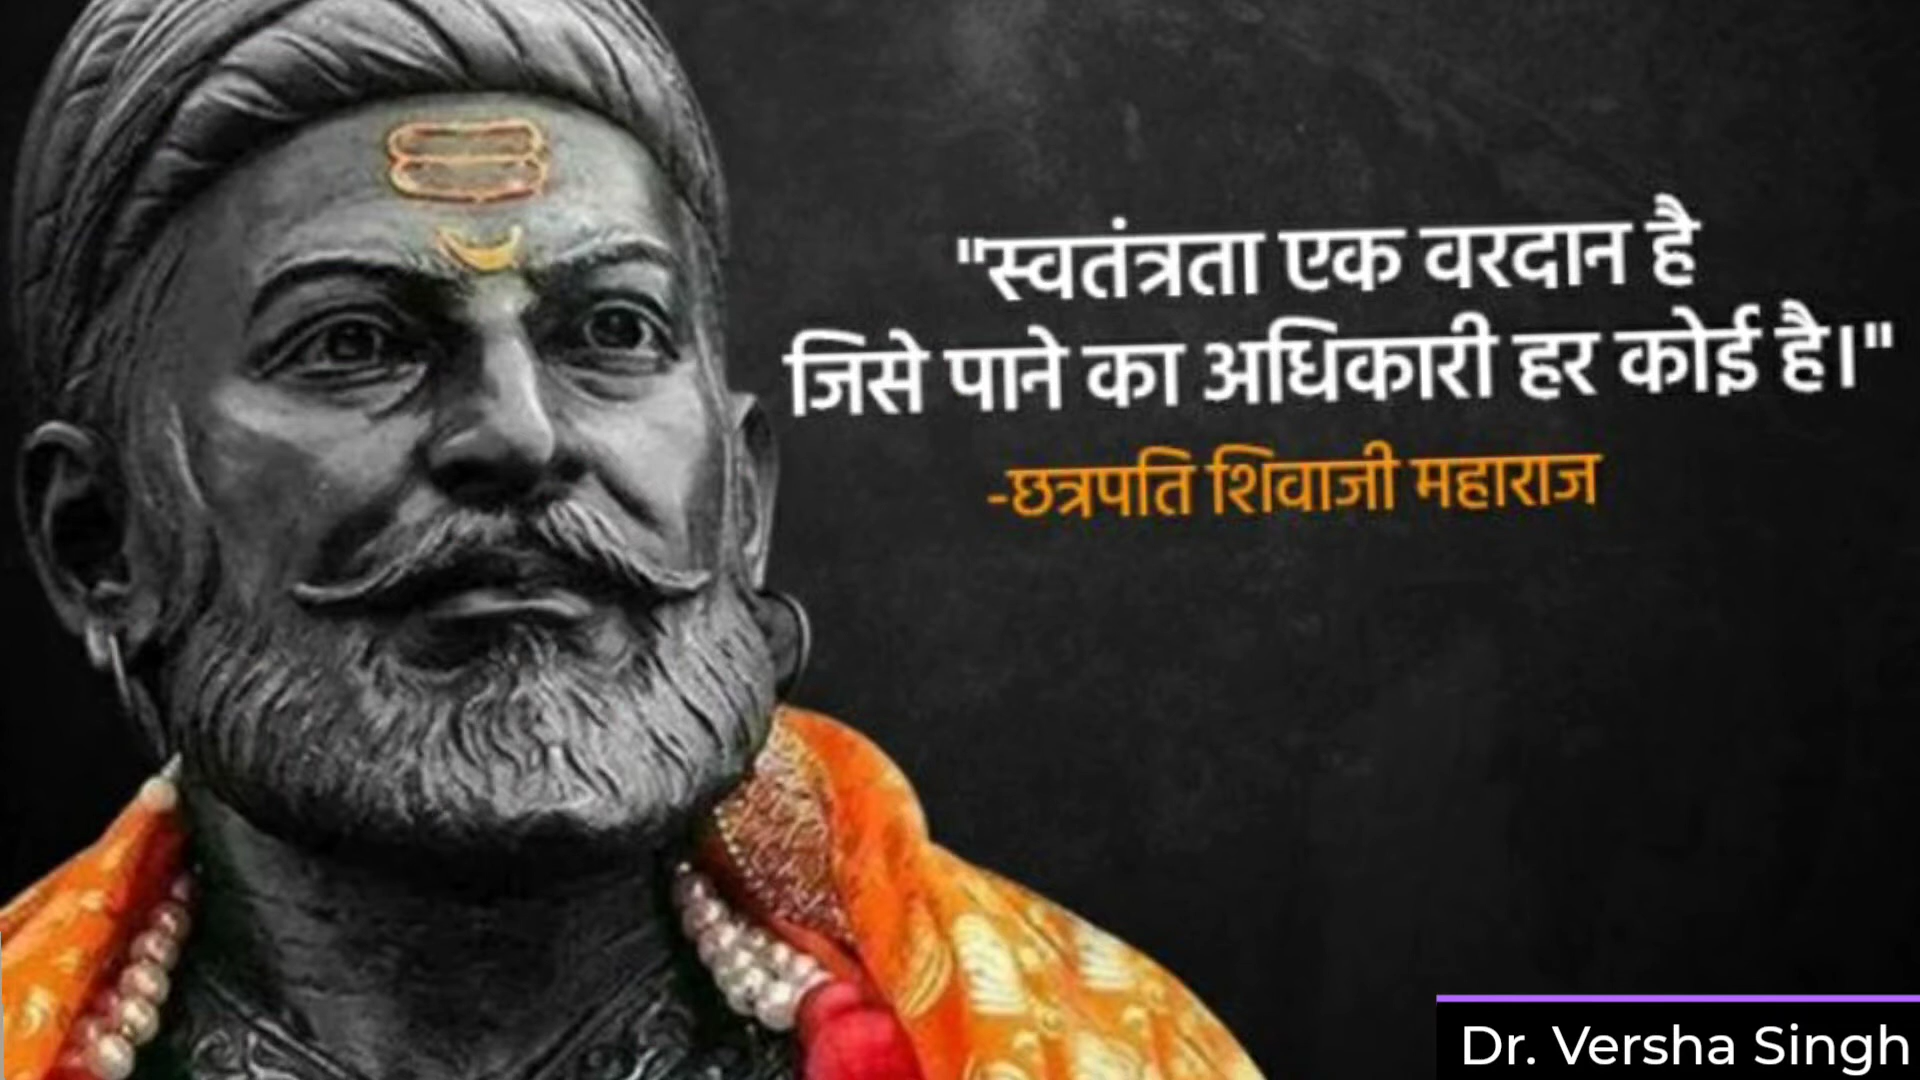 "स्वतंत्रता एक वरदान है
जिसे पाने का अधिकारी हर कोई है।"
-छत्रपति शिवाजी महाराज
Dr. Versha Singh